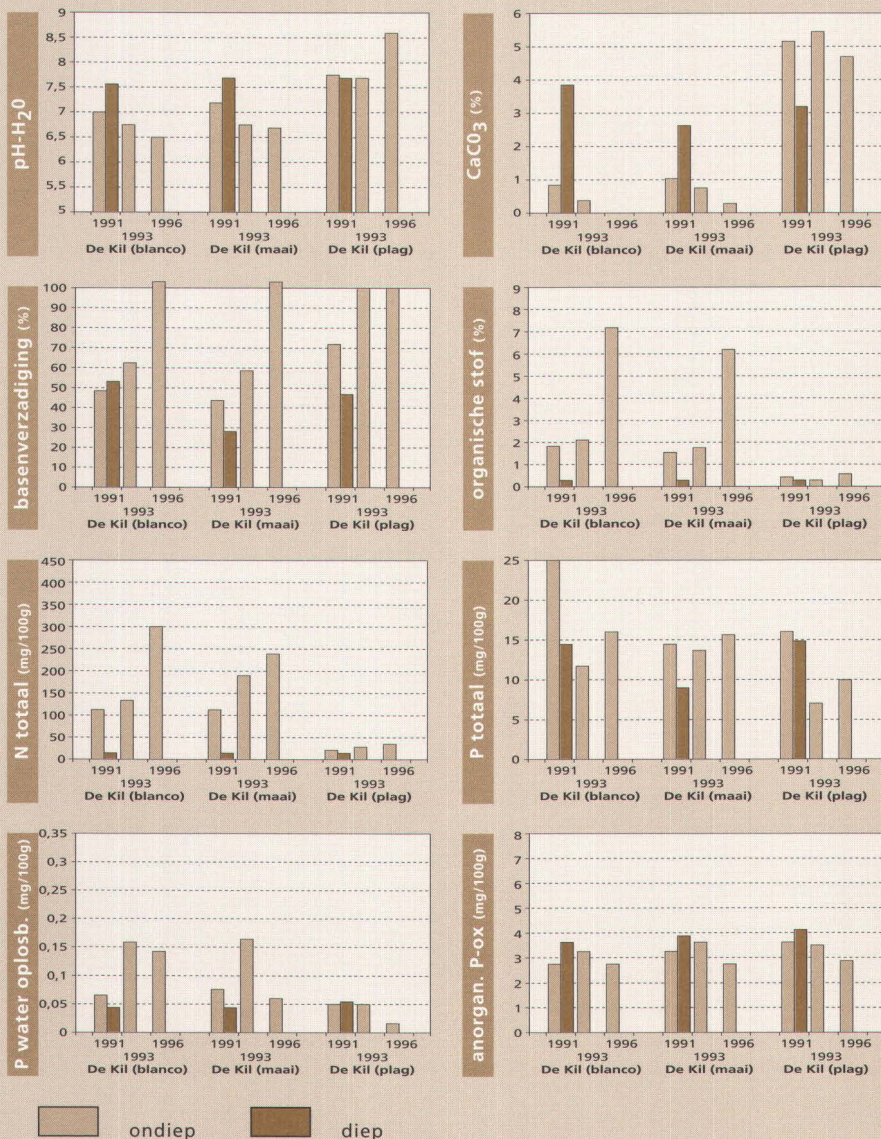 pH-H20
9
8,5
8
7,5
7
6,5
6
5,5
5
1991 1996 1991 1996 1991 1996
1993 1993 1993
De Kil (blanco) De Kil (maai) De Kil (plag)
CaC03 (%)
6
5
4
3
2
1
0
1991 1996 1991 1996 1991 1996
1993 1993 1993
De Kil (blanco) De Kil (maai) De Kil (plag)
basenverzadiging (%)
100
90
80
70
60
50
40
30
20
10
0
1991 1996 1991 1996 1991 1996
1993 1993 1993
De Kil (blanco) De Kil (maai) De Kil (plag)
organische stof (%)
9
8
7
6
5
4
3
2
1
0
1991 1996 1991 1996 1991 1996
1993 1993 1993
De Kil (blanco) De Kil (maai) De Kil (plag)
N totaal (mg/100g)
450
400
350
300
250
200
150
100
50
0
1991 1996 1991 1996 1991 1996
1993 1993 1993
De Kil (blanco) De Kil (maai) De Kil (plag)
P totaal (mg/100g)
25
20
15
10
5
0
1991 1996 1991 1996 1991 1996
1993 1993 1993
De Kil (blanco) De Kil (maai) De Kil (plag)
P water oplosb. (mg/100g)
0,35
0,3
0,25
0,2
0,15
0,1
0,05
0
1991 1996 1991 1996 1991 1996
1993 1993 1993
De Kil (blanco) De Kil (maai) De Kil (plag)
anorgan. P-ox (mg/100g)
8
7
6
5
4
3
2
1
0
1991 1996 1991 1996 1991 1996
1993 1993 1993
De Kil (blanco) De Kil (maai) De Kil (plag)
ondiep diep